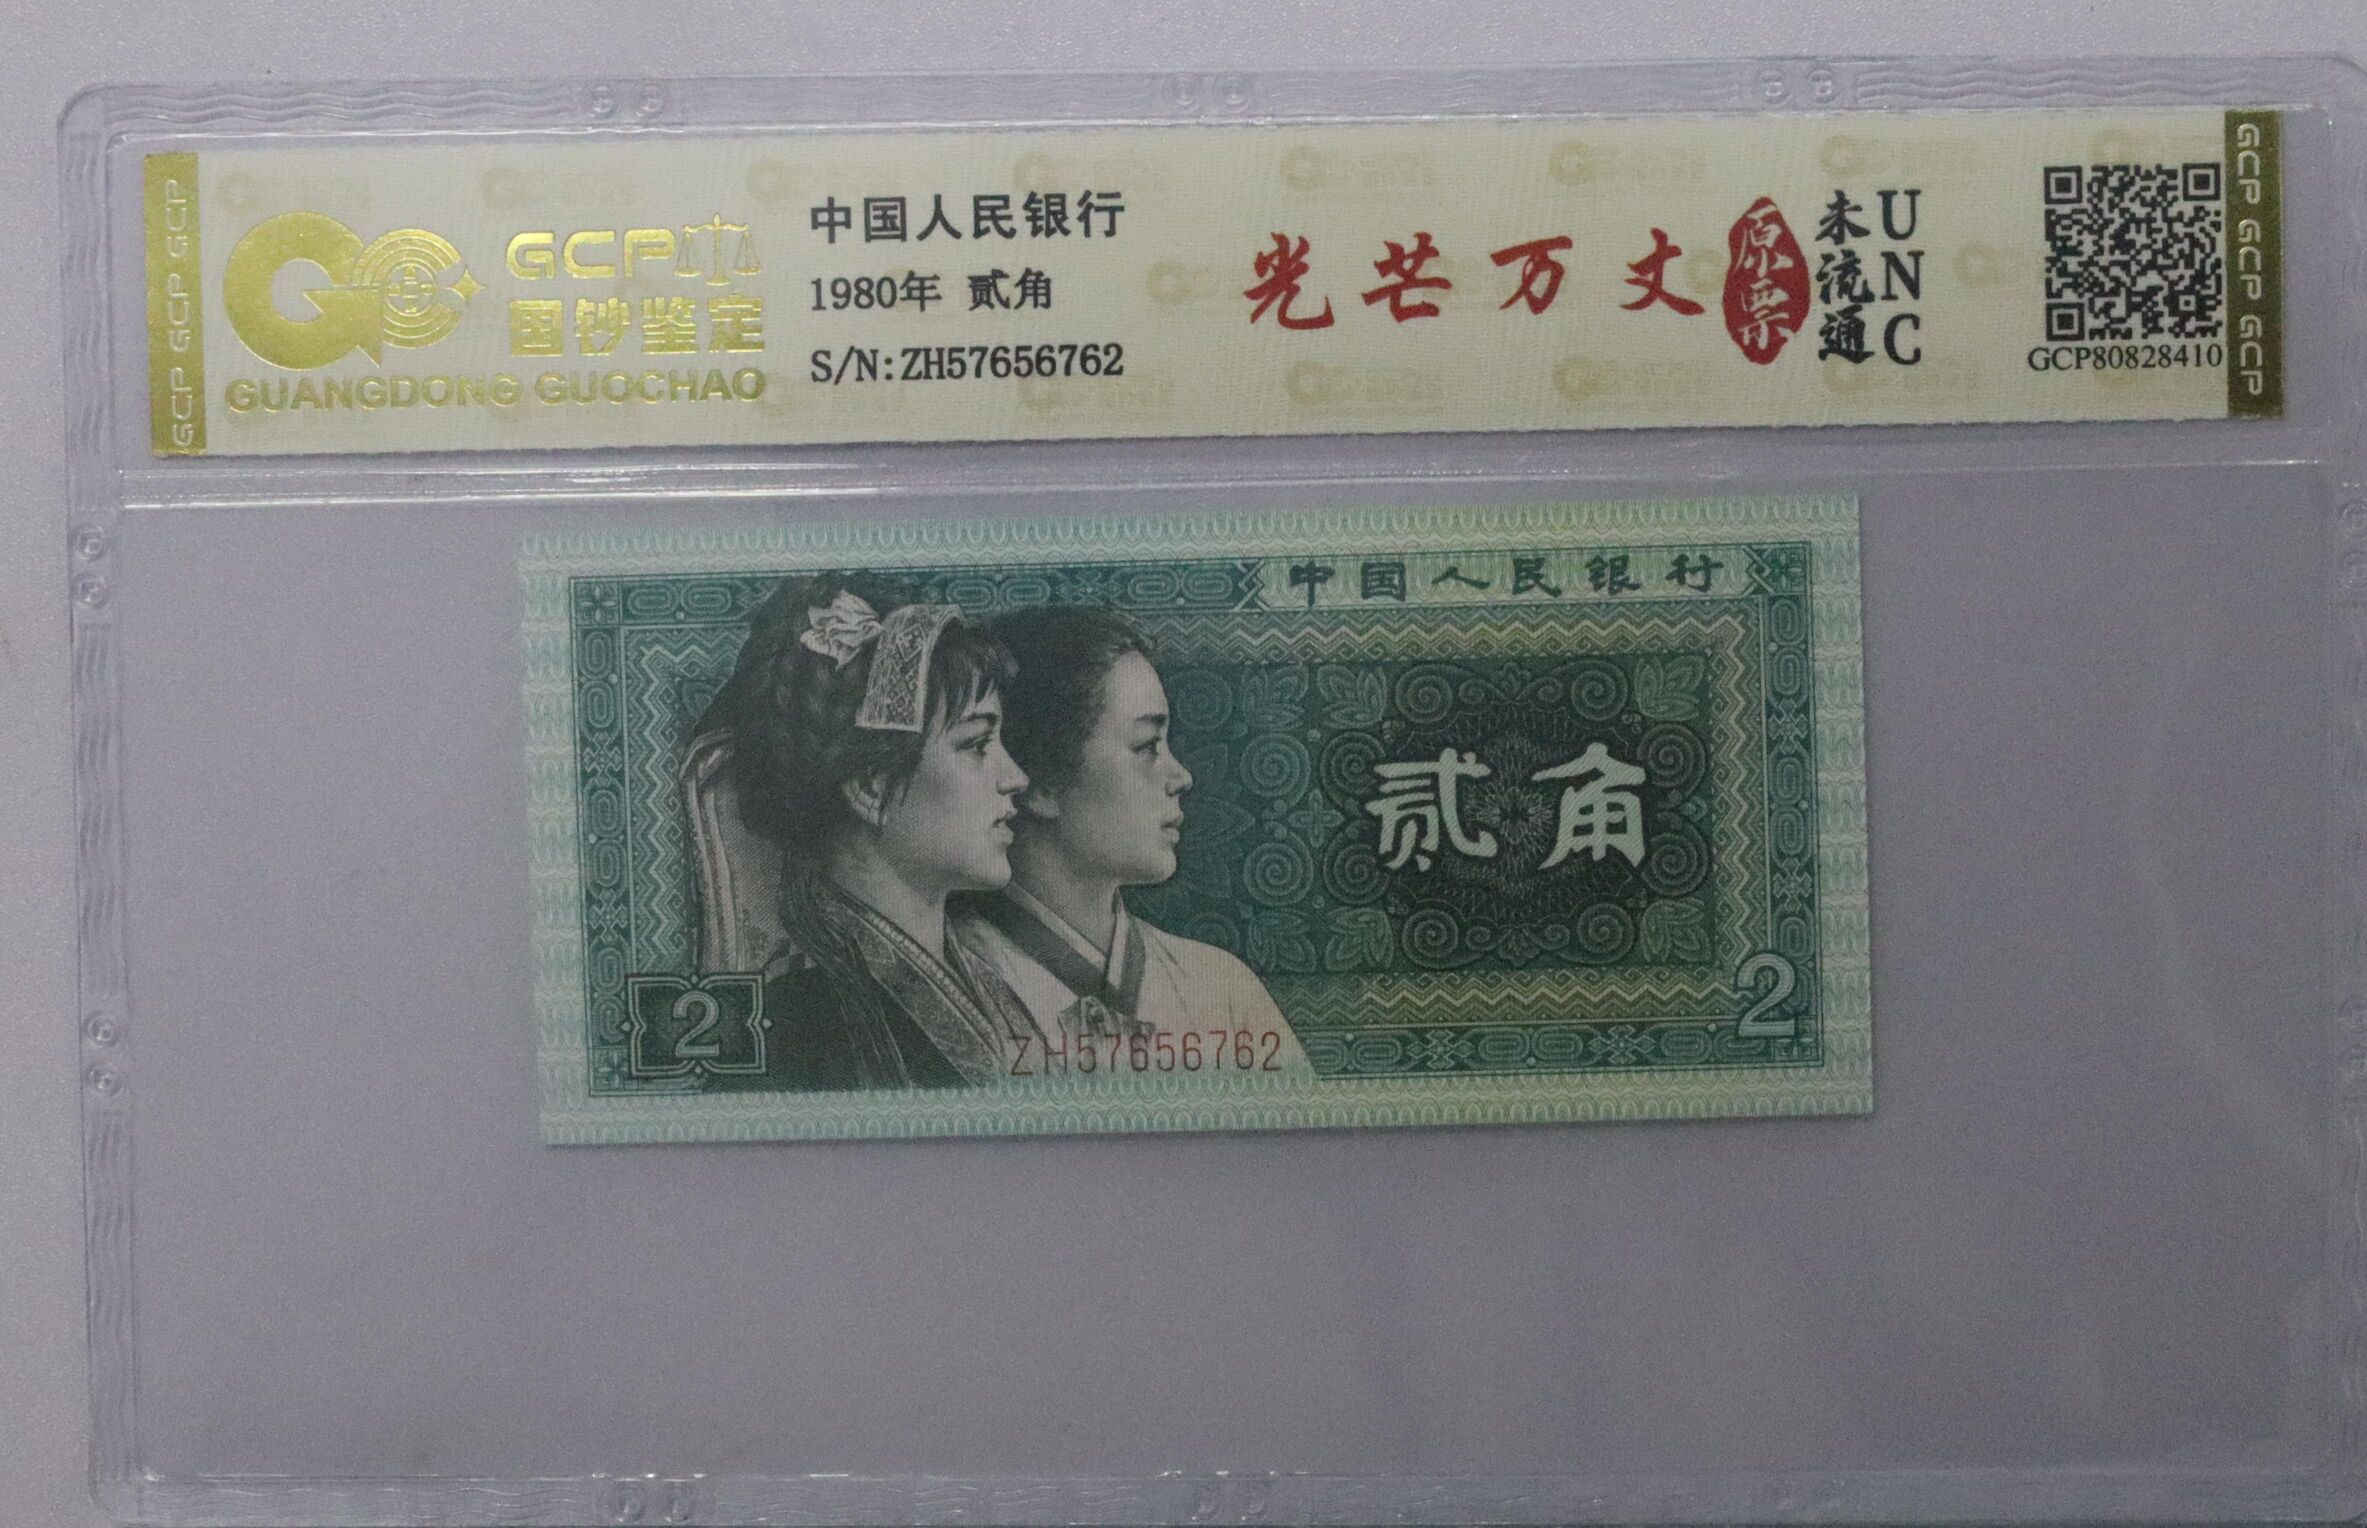 GCP GCP GCP
GCP
国钞鉴定
GUANGDONG GUOCHAO
中国人民银行
1980年 贰角
S/N:ZH57656762
光芒万丈
原票
未流通
UNC
GCP80828410
GCP GCP GCP
中国人民银行
贰角
2
ZH57656762
2